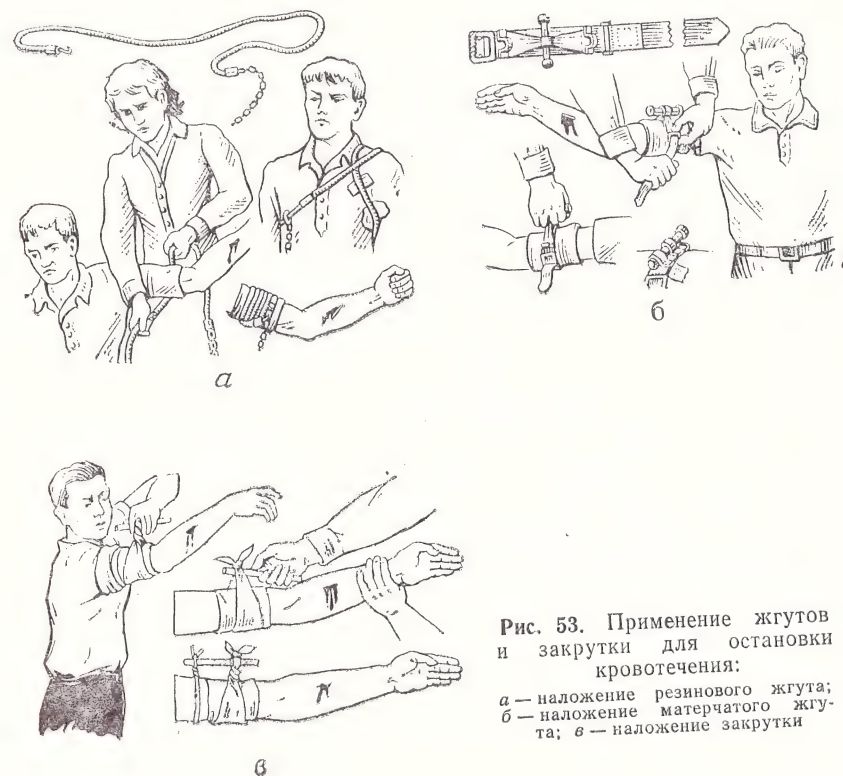 а
б
в
Рис. 53. Применение жгутов
и закрутки для остановки
кровотечения:
а — наложение резинового жгута;
б — наложение матерчатого жгу-
та; в — наложение закрутки